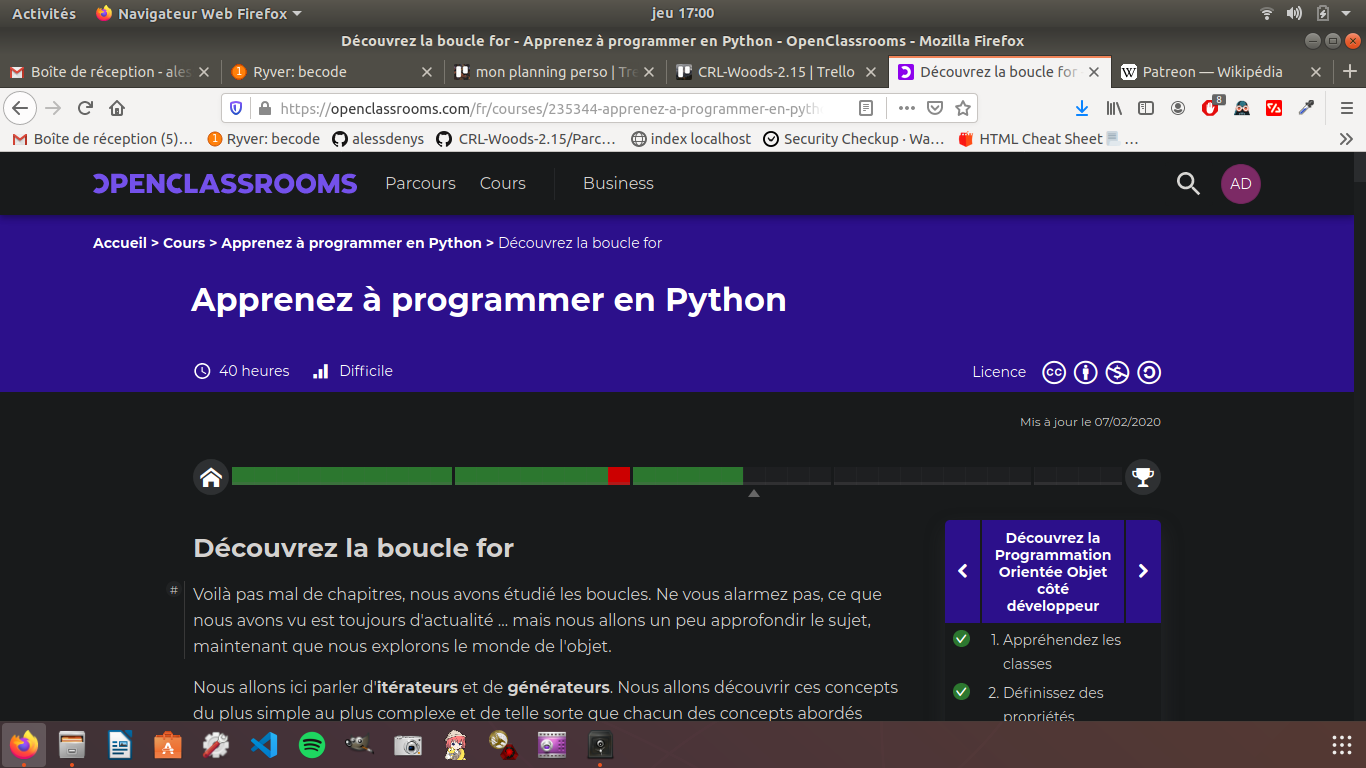 Activités
Navigateur Web Firefox
jeu 17:00
Découvrez la boucle for - Apprenez à programmer en Python - OpenClassrooms - Mozilla Firefox
Boîte de réception - ales
Ryver: becode
mon planning perso | Tre
CRL-Woods-2.15 | Trello
Découvrez la boucle for
Patreon — Wikipédia
https://openclassrooms.com/fr/courses/235344-apprenez-a-programmer-en-pyth
8
Boîte de réception (5)…
Ryver: becode
alessdenys
CRL-Woods-2.15/Parc…
index localhost
Security Checkup · Wa…
HTML Cheat Sheet …
OPENCLASSROOMS
Parcours
Cours
Business
AD
Accueil > Cours > Apprenez à programmer en Python > Découvrez la boucle for
Apprenez à programmer en Python
40 heures
Difficile
Licence
Mis à jour le 07/02/2020
Découvrez la boucle for
#
Voilà pas mal de chapitres, nous avons étudié les boucles. Ne vous alarmez pas, ce que
nous avons vu est toujours d'actualité ... mais nous allons un peu approfondir le sujet,
maintenant que nous explorons le monde de l'objet.
Nous allons ici parler d'itérateurs et de générateurs. Nous allons découvrir ces concepts
du plus simple au plus complexe et de telle sorte que chacun des concepts abordés
Découvrez la
Programmation
Orientée Objet
côté
développeur
1. Appréhendez les
classes
2. Définissez des
propriétés